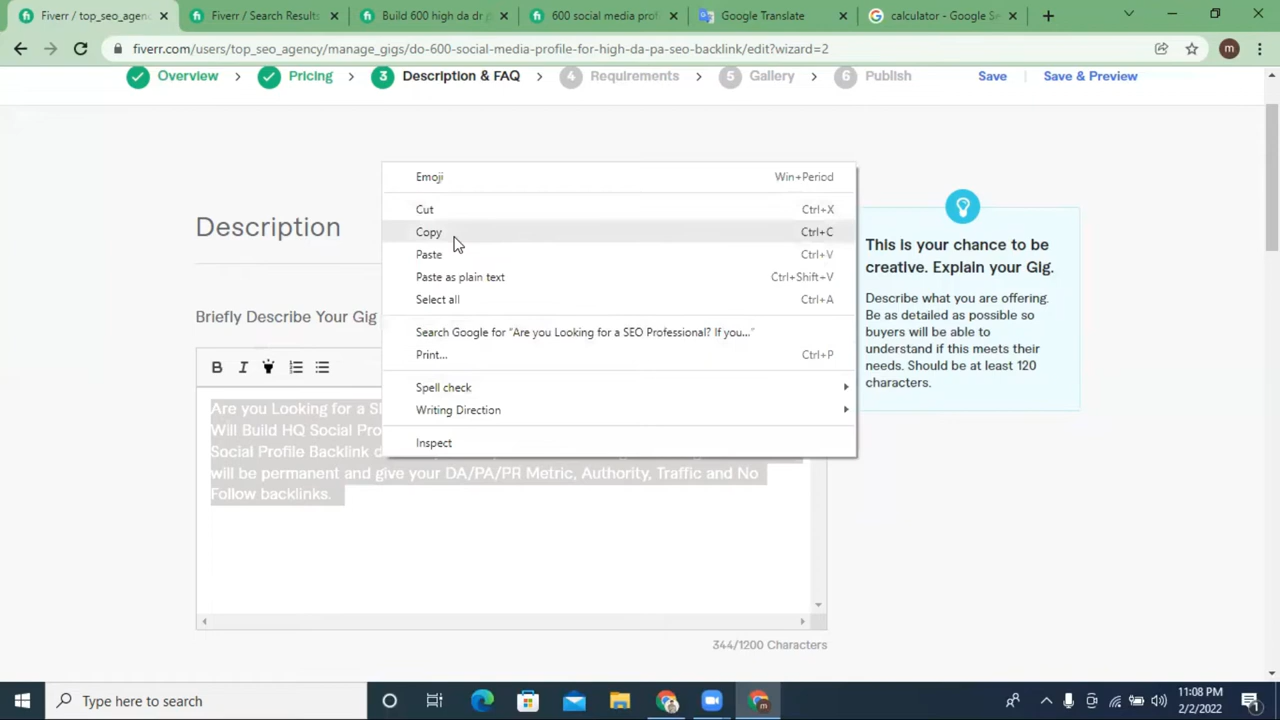 Fiverr / top_seo_agenc
Fiverr / Search Results
Build 600 high da dr
600 social media prof
Google Translate
calculator - Google Se
fiverr.com/users/top_seo_agency/manage_gigs/do-600-social-media-profile-for-high-da-pa-seo-backlink/edit?wizard=2
m
Overview
Pricing
3 Description & FAQ
4 Requirements
5 Gallery
6 Publish
Save
Save & Preview
Emoji Win+Period
Cut Ctrl+X
Copy Ctrl+C
Paste Ctrl+V
Paste as plain text Ctrl+Shift+V
Select all Ctrl+A
Search Google for "Are you Looking for a SEO Professional? If you..."
Print... Ctrl+P
Spell check
Writing Direction
Inspect
Description
Briefly Describe Your Gig
B I
Are you Looking for a
Will Build HQ Social Pro
Social Profile Backlink
will be permanent and give your DA/PA/PR Metric, Authority, Traffic and No
Follow backlinks.
344/1200 Characters
This is your chance to be
creative. Explain your Gig.
Describe what you are offering.
Be as detailed as possible so
buyers will be able to
understand if this meets their
needs. Should be at least 120
characters.
Type here to search
m
11:08 PM
2/2/2022
1